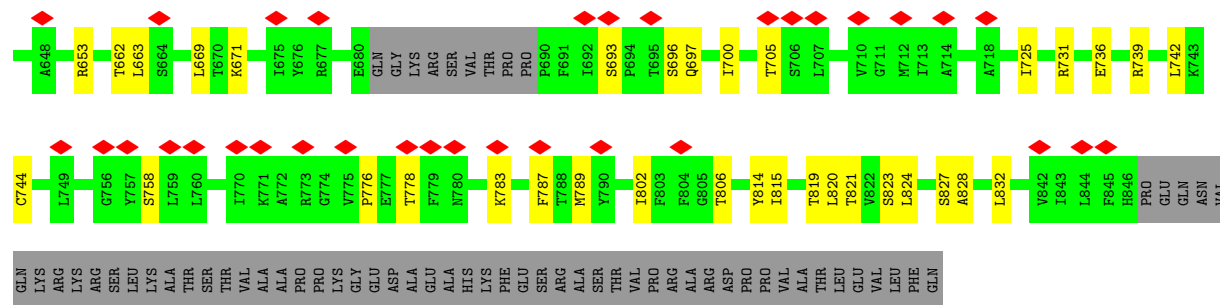 A648 R653 T662 L663 S664 L669 T670 K671 I675 Y676 R677 E680 GLN GLY LYS ARG SER VAL THR PRO PRO P690 F691 I692 S693 P694 T695 S696 Q697 I700 T705 S706 L707 V710 G711 M712 I713 A714 A718 I725 R731 E736 R739 L742 K743
C744 L749 G756 Y757 S758 L759 L760 I770 K771 A772 R773 G774 V775 P776 E777 T778 F779 N780 K783 F787 T788 M789 Y790 I802 F803 F804 G805 T806 Y814 I815 T819 L820 T821 V822 S823 L824 S827 A828 L832 V842 I843 L844 F845 H846 PRO GLU GLN ASN VAL
GLN LYS ARG LYS ARG SER LEU LYS ALA THR SER THR VAL ALA ALA PRO PRO LYS GLY GLU ASP ALA GLU ALA HIS LYS PHE GLU SER ARG ALA SER THR VAL PRO ARG ALA ARG ASP PRO PRO VAL ALA THR LEU GLU VAL LEU PHE GLN